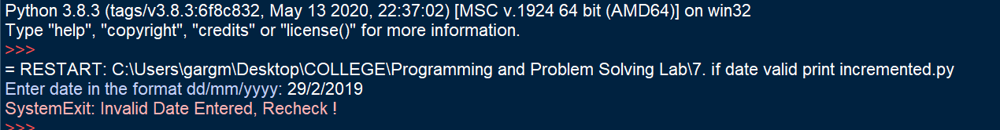 Python 3.8.3 (tags/v3.8.3:6f8c832, May 13 2020, 22:37:02) [MSC v.1924 64 bit (AMD64)] on win32
Type "help", "copyright", "credits" or "license()" for more information.
>>>
= RESTART: C:\Users\gargm\Desktop\COLLEGE\Programming and Problem Solving Lab\7. if date valid print incremented.py
Enter date in the format dd/mm/yyyy: 29/2/2019
SystemExit: Invalid Date Entered, Recheck !
>>>